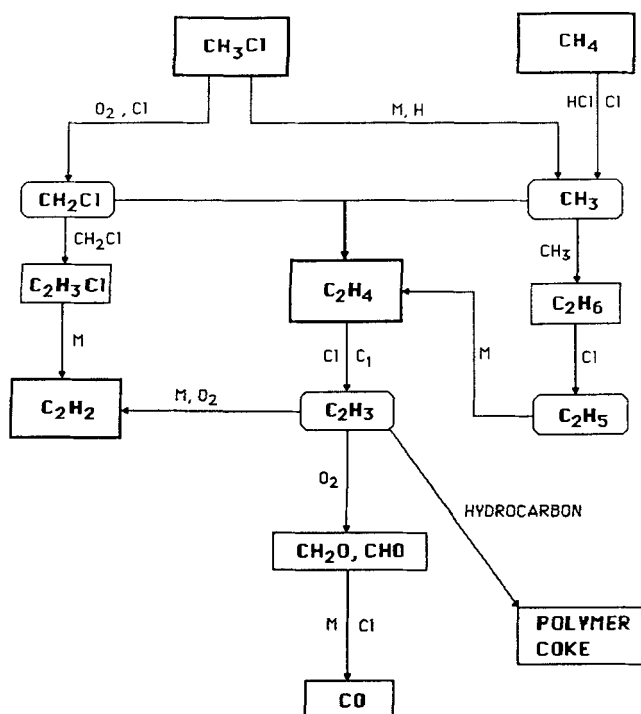 CH₃Cl
CH₄
O₂, Cl
M, H
HCl Cl
CH₂Cl
CH₃
CH₂Cl
CH₃
C₂H₃Cl
C₂H₄
C₂H₆
M
Cl C₁
M
Cl
C₂H₂
M, O₂
C₂H₃
C₂H₅
O₂
HYDROCARBON
CH₂O, CHO
M Cl
POLYMER
COKE
CO